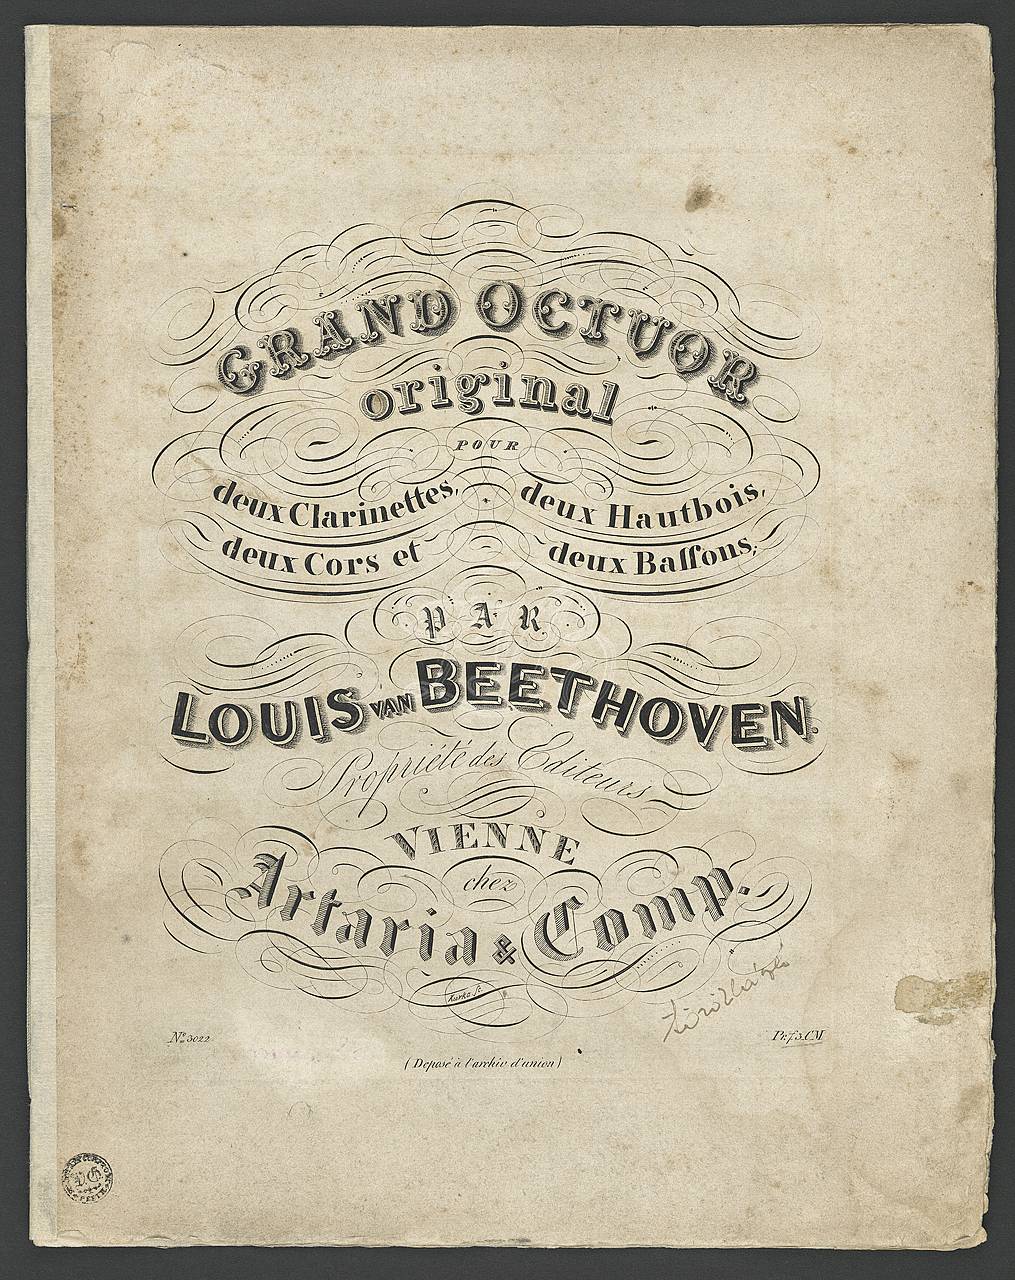 GRAND OCTUOR
original
POUR
deux Clarinettes, deux Hautbois,
deux Cors et deux Baſſons,
PAR
LOUIS VAN BEETHOVEN.
Propriété des Editeurs
VIENNE
chez
Artaria & Comp.
No. 3022. Pr. f 3. CM
(Deposé à l'archiv d'union)
V.G.